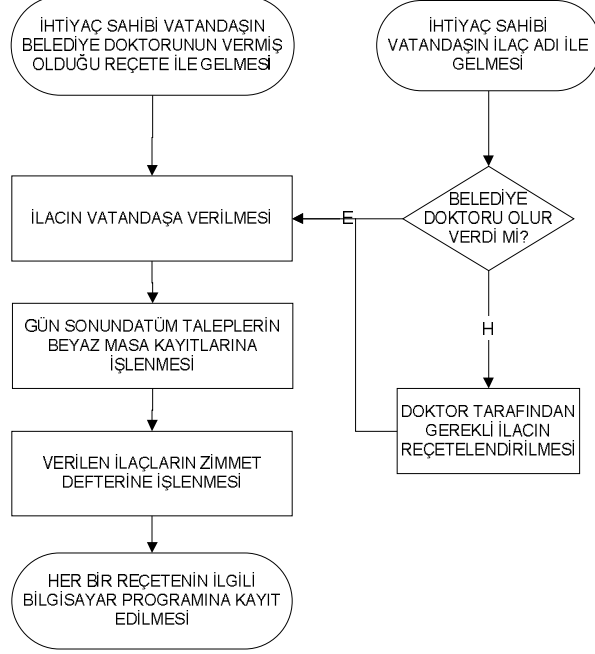 İHTİYAÇ SAHİBİ VATANDAŞIN
BELEDİYE DOKTORUNUN VERMİŞ
OLDUĞU REÇETE İLE GELMESİ
İHTİYAÇ SAHİBİ
VATANDAŞIN İLAÇ ADI İLE
GELMESİ
İLACIN VATANDAŞA VERİLMESİ
E
BELEDİYE
DOKTORU OLUR
VERDİ Mİ?
GÜN SONUNDATÜM TALEPLERİN
BEYAZ MASA KAYITLARINA
İŞLENMESİ
H
DOKTOR TARAFINDAN
GEREKLİ İLACIN
REÇETELENDİRİLMESİ
VERİLEN İLAÇLARIN ZİMMET
DEFTERİNE İŞLENMESİ
HER BİR REÇETENİN İLGİLİ
BİLGİSAYAR PROGRAMINA KAYIT
EDİLMESİ